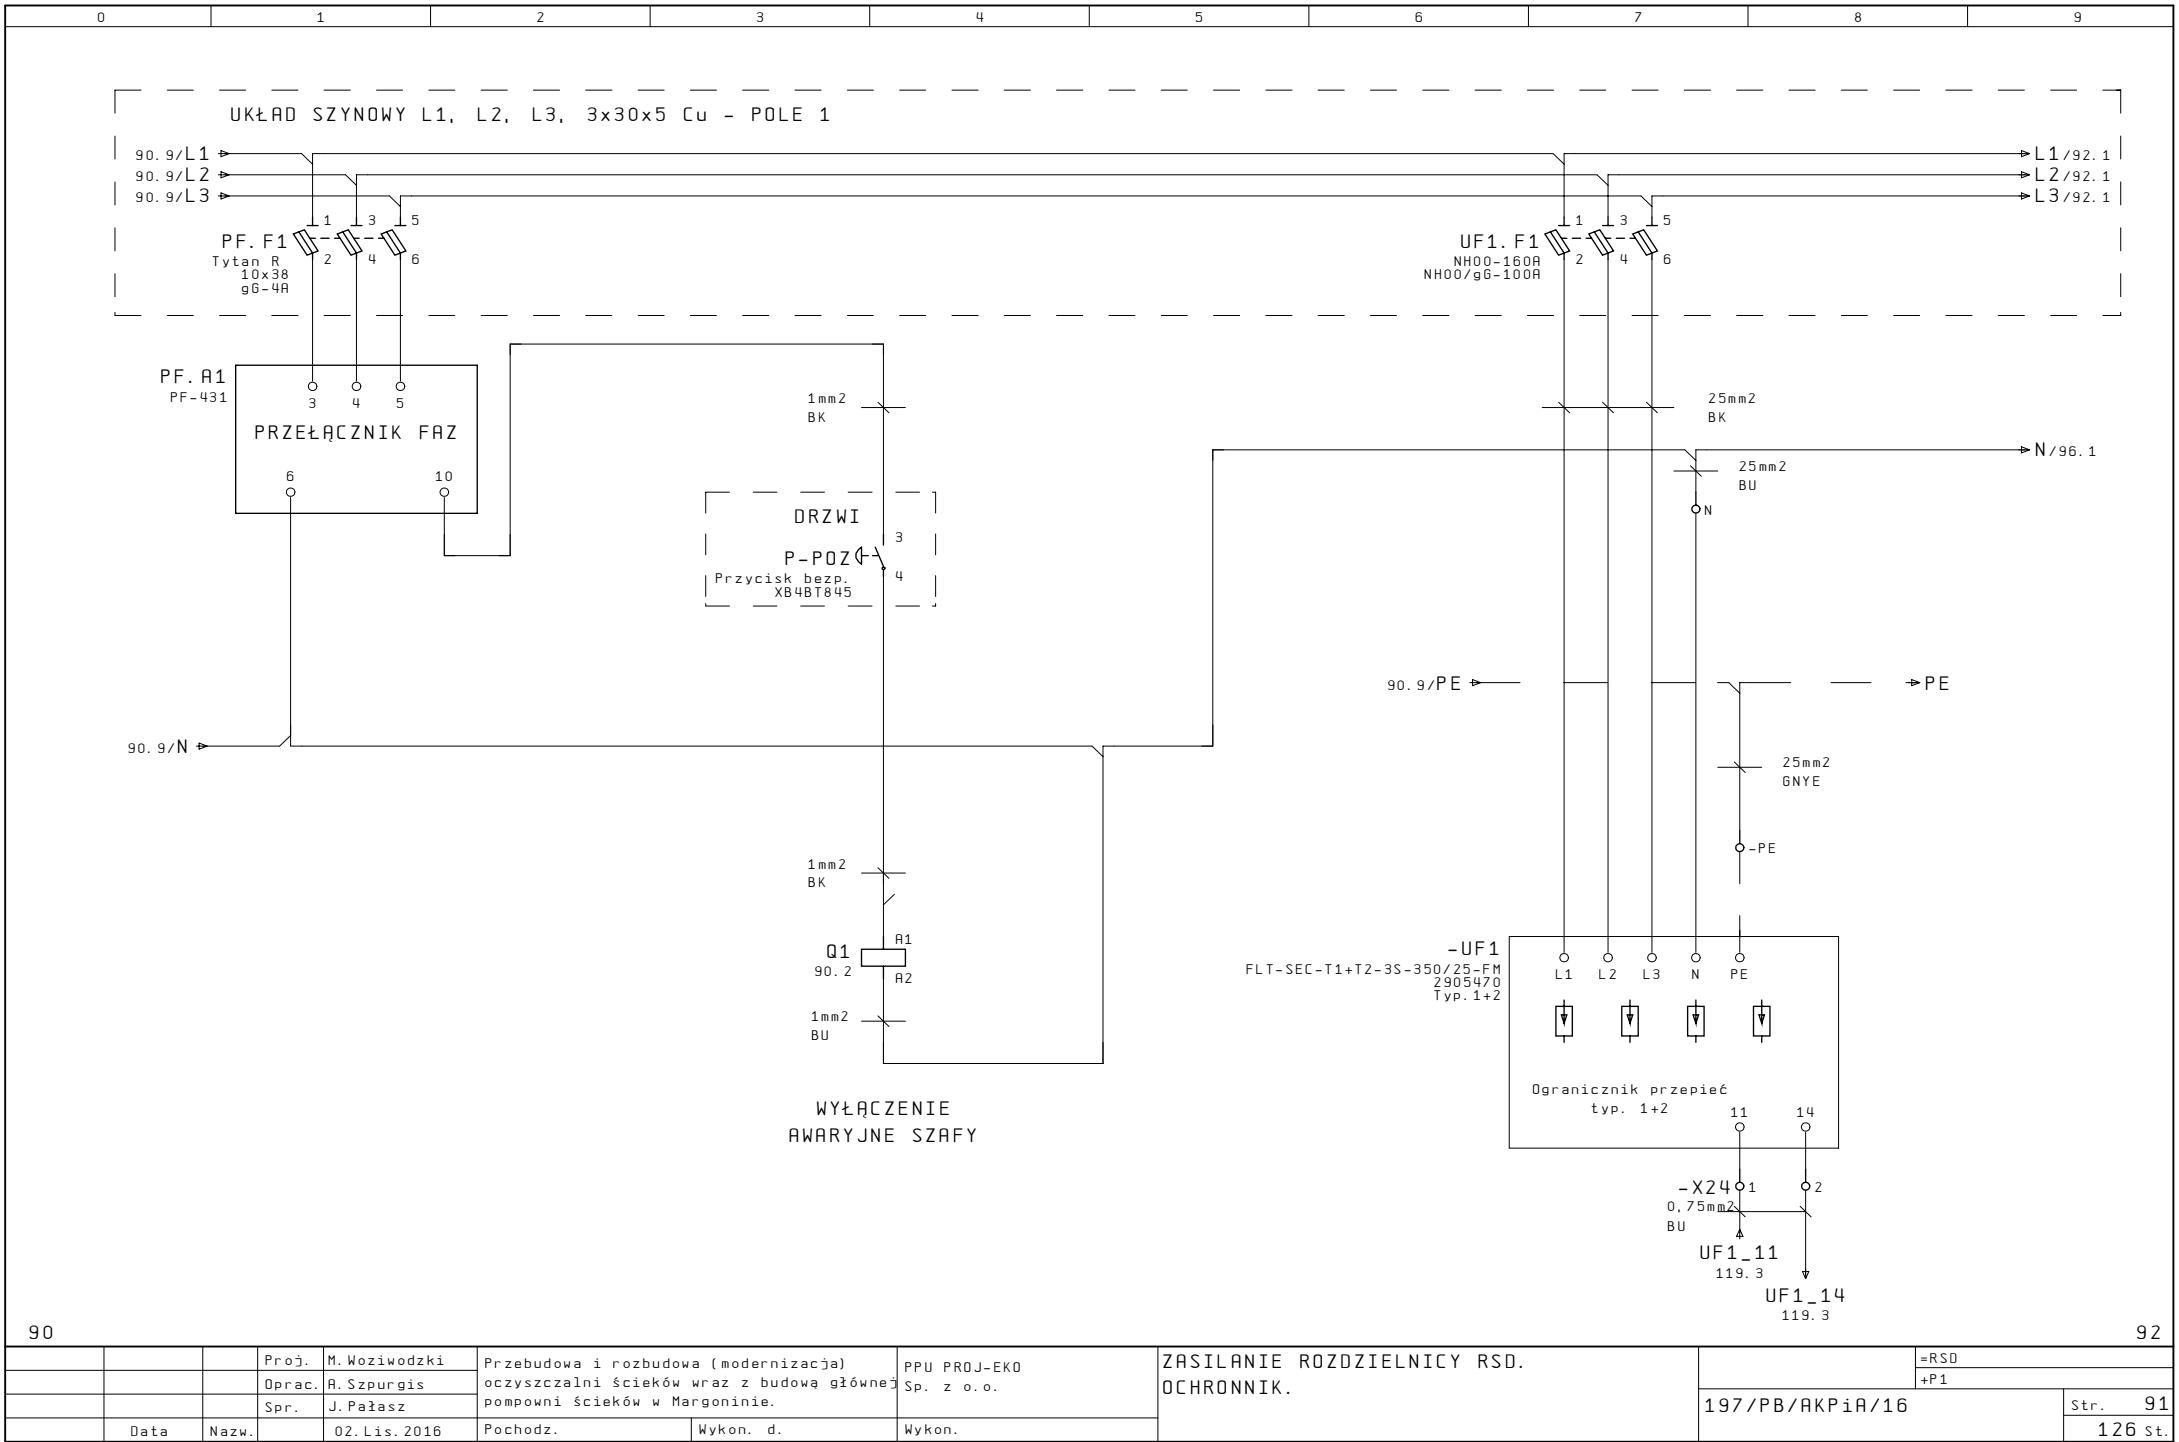 0 1 2 3 4 5 6 7 8 9
UKŁAD SZYNOWY L1, L2, L3, 3x30x5 Cu - POLE 1
90.9/L1
L1/92.1
90.9/L2
L2/92.1
90.9/L3
L3/92.1
1 3 5
PF.F1
Tytan R
10x38
gG-4A
2 4 6
1 3 5
UF1.F1
NH00-160A
NH00/gG-100A
2 4 6
PF.A1
PF-431
3 4 5
PRZEŁĄCZNIK FAZ
6 10
1mm2
BK
25mm2
BK
N/96.1
25mm2
BU
N
DRZWI
3
P-POZ
4
Przycisk bezp.
XB4BT845
90.9/PE
PE
90.9/N
25mm2
GNYE
-PE
1mm2
BK
Q1
90.2
A1
A2
1mm2
BU
WYŁĄCZENIE
AWARYJNE SZAFY
-UF1
FLT-SEC-T1+T2-3S-350/25-FM
2905470
Typ.1+2
L1 L2 L3 N PE
Ogranicznik przepieć
typ. 1+2
11 14
-X24
1 2
0,75mm2
BU
UF1_11
119.3
UF1_14
119.3
90
92
Proj. M.Woziwodzki
Oprac. A.Szpurgis
Spr. J.Pałasz
Data Nazw. 02.Lis.2016
Przebudowa i rozbudowa (modernizacja)
oczyszczalni ścieków wraz z budową głównej
pompowni ścieków w Margoninie.
Pochodz. Wykon. d.
PPU PROJ-EKO
Sp. z o.o.
Wykon.
ZASILANIE ROZDZIELNICY RSD.
OCHRONNIK.
=RSD
+P1
197/PB/AKPiA/16
Str. 91
126 St.